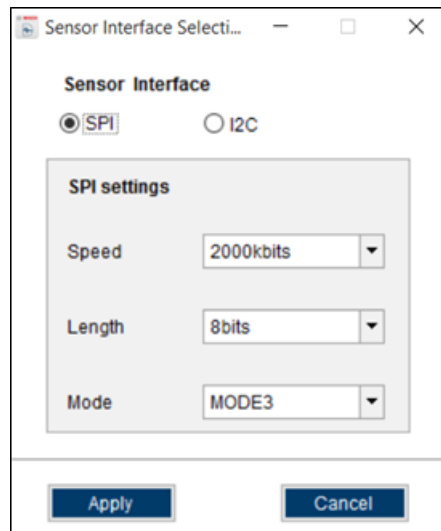 Sensor Interface Selecti...
Sensor Interface
SPI I2C
SPI settings
Speed 2000kbits
Length 8bits
Mode MODE3
Apply Cancel